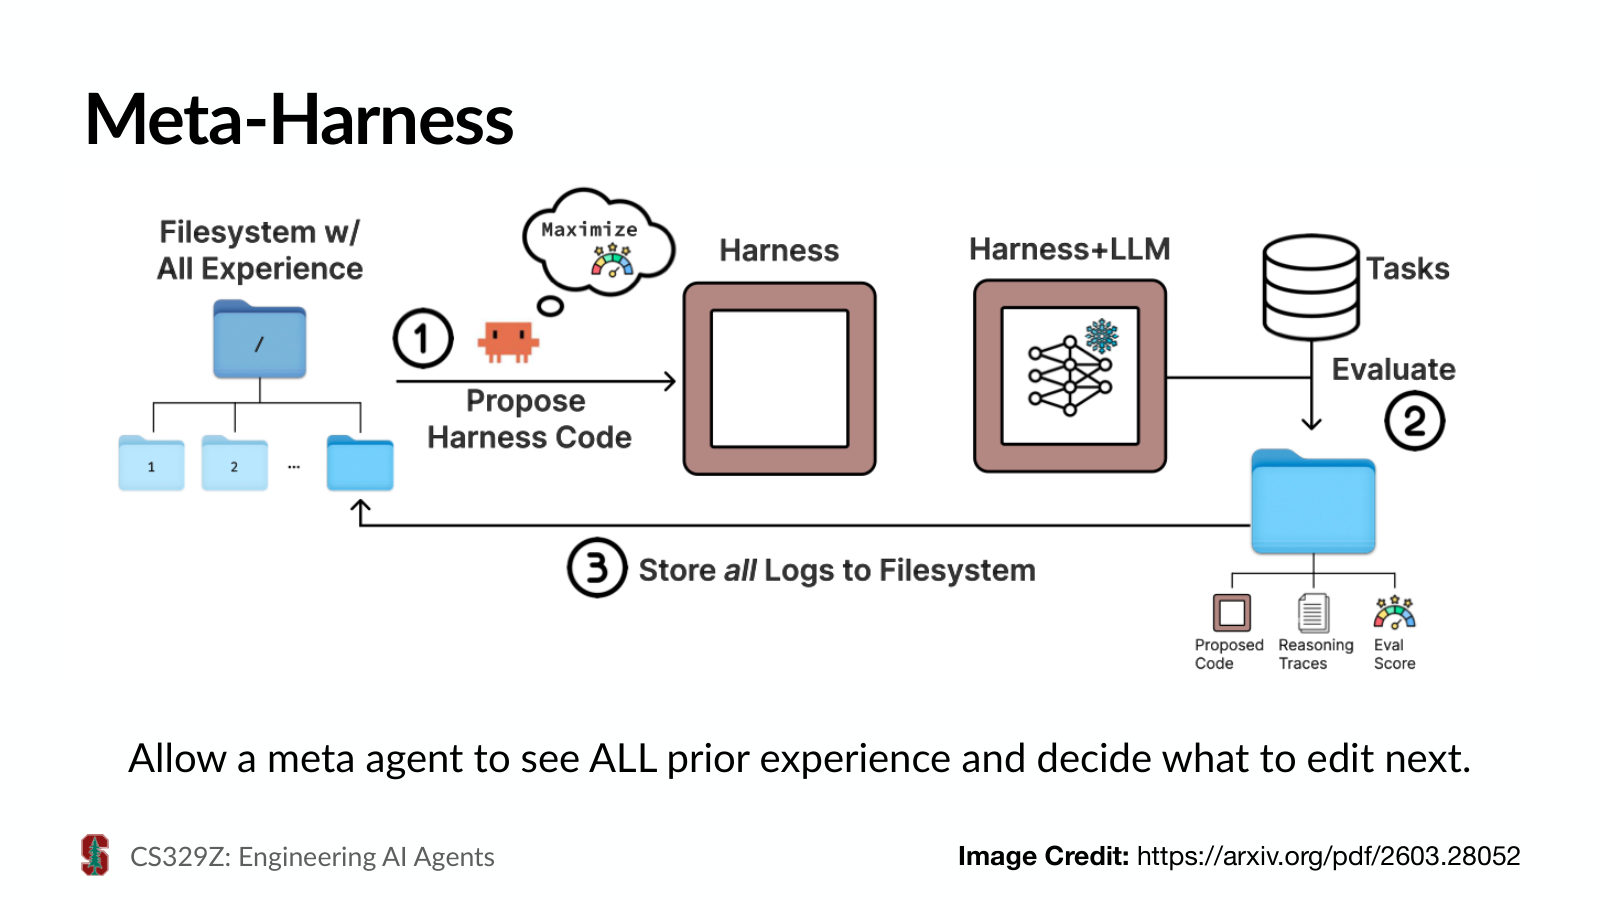 Meta-Harness
Filesystem w/
All Experience
/
1
2
...
1
Maximize
Propose
Harness Code
Harness
Harness+LLM
Tasks
Evaluate
2
3
Store all Logs to Filesystem
Proposed
Code
Reasoning
Traces
Eval
Score
Allow a meta agent to see ALL prior experience and decide what to edit next.
S
CS329Z: Engineering AI Agents
Image Credit: https://arxiv.org/pdf/2603.28052